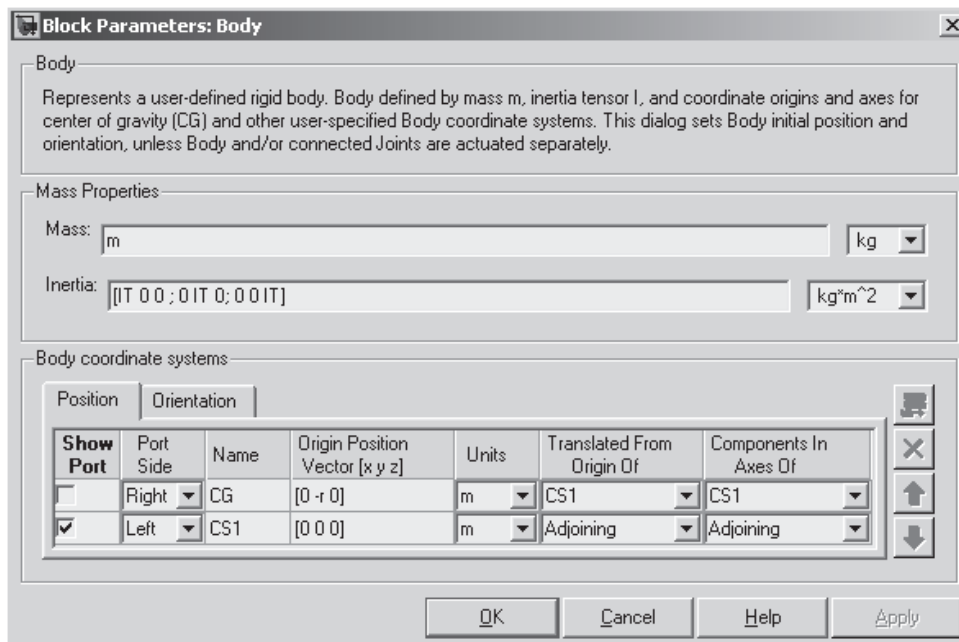 Block Parameters: Body
Body
Represents a user-defined rigid body. Body defined by mass m, inertia tensor I, and coordinate origins and axes for
center of gravity (CG) and other user-specified Body coordinate systems. This dialog sets Body initial position and
orientation, unless Body and/or connected Joints are actuated separately.
Mass Properties
Mass: m kg
Inertia: [IT 0 0 ; 0 IT 0; 0 0 IT] kg*m^2
Body coordinate systems
Position Orientation
Show Port Port Side Name Origin Position Vector [x y z] Units Translated From Origin Of Components In Axes Of
Right CG [0 -r 0] m CS1 CS1
Left CS1 [0 0 0] m Adjoining Adjoining
OK Cancel Help Apply